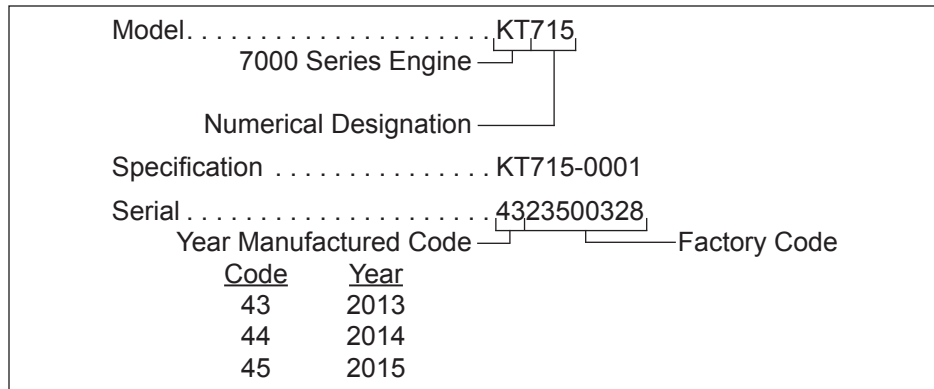 Model. . . . . . . . . . . . . . . . . . . . . KT715
7000 Series Engine
Numerical Designation
Specification . . . . . . . . . . . . . . . KT715-0001
Serial . . . . . . . . . . . . . . . . . . . . . 4323500328
Year Manufactured Code Factory Code
Code Year
43 2013
44 2014
45 2015